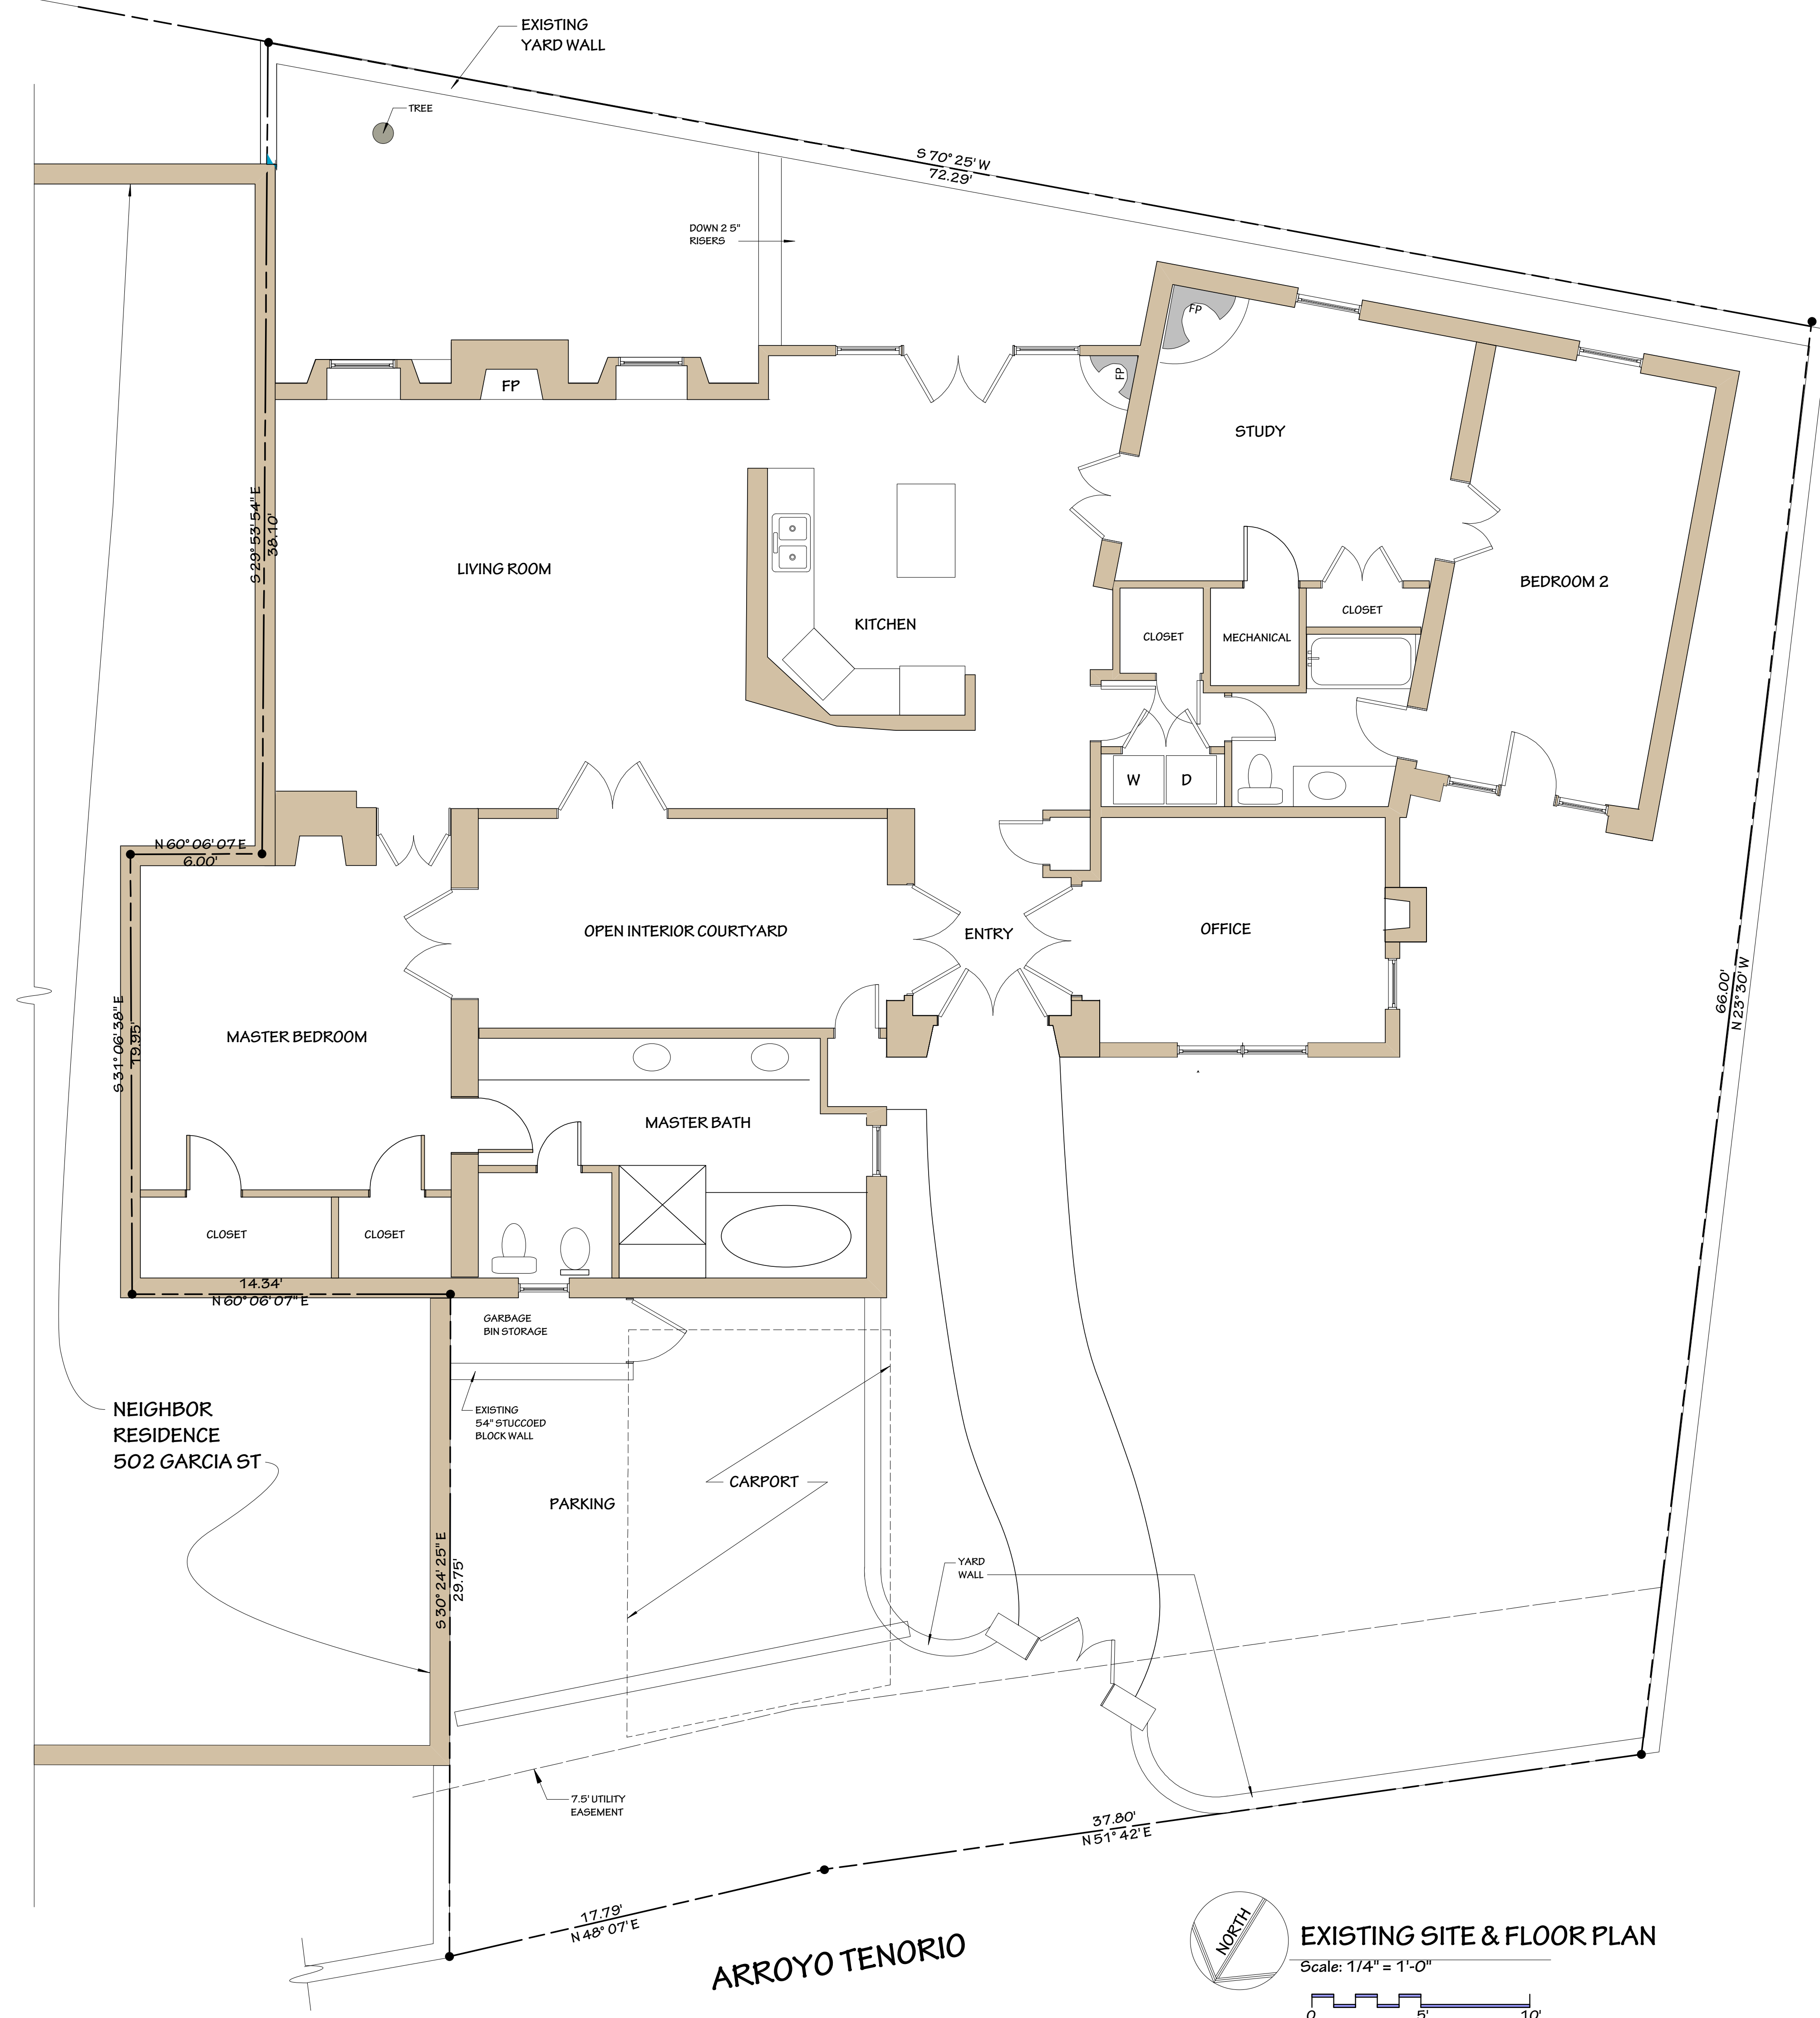 EXISTING
YARD WALL
TREE
S 70° 25' W
72.29'
DOWN 2 5"
RISERS
FP
FP
FP
STUDY
S 29° 53' 54" E
38.10'
LIVING ROOM
KITCHEN
BEDROOM 2
CLOSET
CLOSET
MECHANICAL
W
D
N 60° 06' 07 E
6.00'
OPEN INTERIOR COURTYARD
ENTRY
OFFICE
66.00'
N 23° 30' W
S 31° 06' 38" E
19.95'
MASTER BEDROOM
MASTER BATH
CLOSET
CLOSET
14.34'
N 60° 06' 07" E
GARBAGE
BIN STORAGE
NEIGHBOR
RESIDENCE
502 GARCIA ST
EXISTING
54" STUCCOED
BLOCK WALL
CARPORT
PARKING
S 30° 24' 25" E
29.75'
YARD
WALL
7.5' UTILITY
EASEMENT
37.80'
N 51° 42' E
17.79'
N 48° 07' E
ARROYO TENORIO
NORTH
EXISTING SITE & FLOOR PLAN
Scale: 1/4" = 1'-0"
0 5' 10'